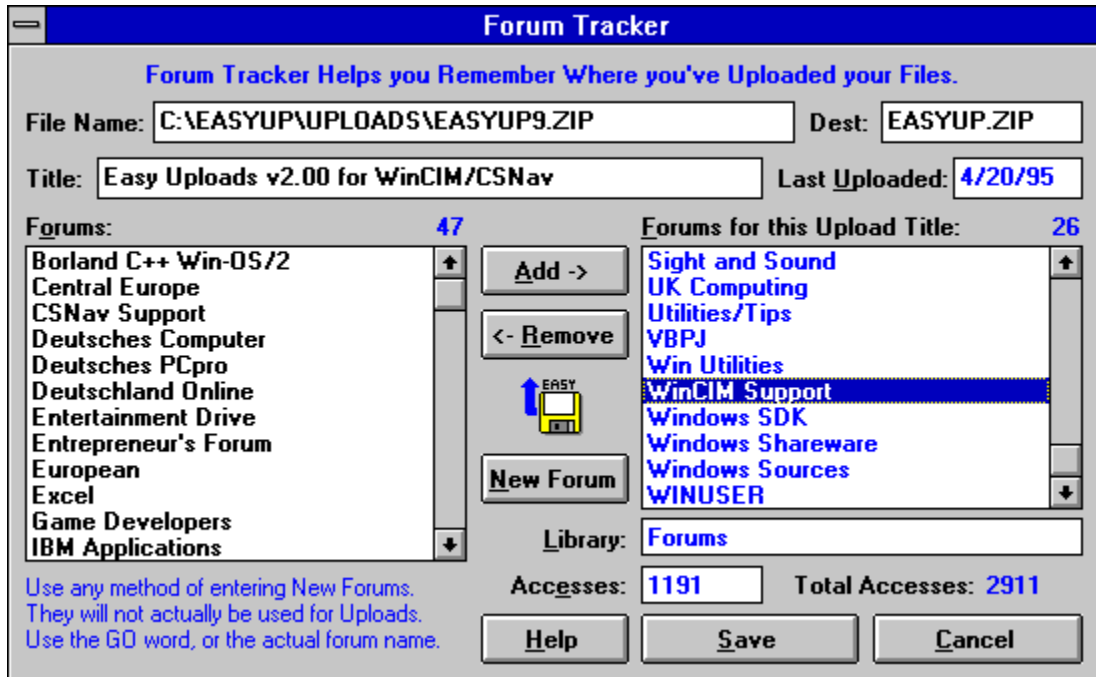 Forum Tracker
Forum Tracker Helps you Remember Where you've Uploaded your Files.
File Name: C:\EASYUP\UPLOADS\EASYUP9.ZIP Dest: EASYUP.ZIP
Title: Easy Uploads v2.00 for WinCIM/CSNav Last Uploaded: 4/20/95
Forums: 47
Borland C++ Win-OS/2
Central Europe
CSNav Support
Deutsches Computer
Deutsches PCpro
Deutschland Online
Entertainment Drive
Entrepreneur's Forum
European
Excel
Game Developers
IBM Applications
Use any method of entering New Forums.
They will not actually be used for Uploads.
Use the GO word, or the actual forum name.
Add ->
<- Remove
EASY
New Forum
Forums for this Upload Title: 26
Sight and Sound
UK Computing
Utilities/Tips
VBPJ
Win Utilities
WinCIM Support
Windows SDK
Windows Shareware
Windows Sources
WINUSER
Library: Forums
Accesses: 1191 Total Accesses: 2911
Help Save Cancel